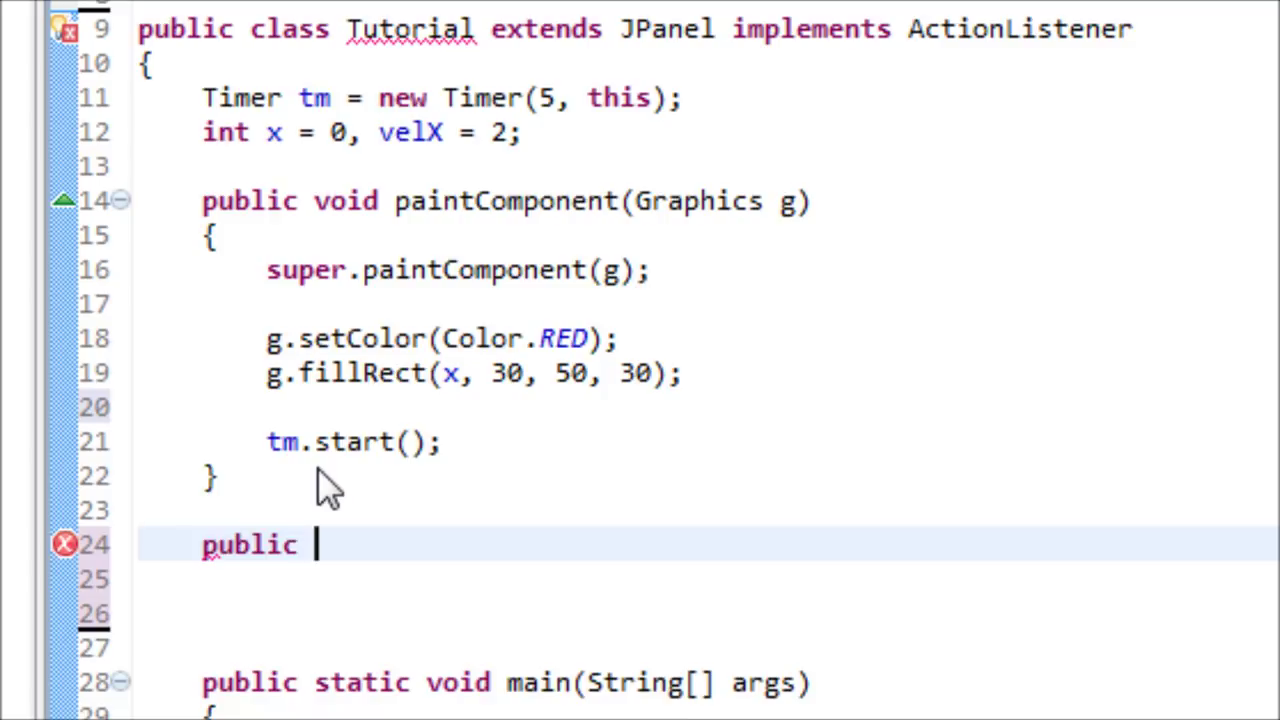 9 public class Tutorial extends JPanel implements ActionListener
10 {
11 Timer tm = new Timer(5, this);
12 int x = 0, velX = 2;
13
14 public void paintComponent(Graphics g)
15 {
16 super.paintComponent(g);
17
18 g.setColor(Color.RED);
19 g.fillRect(x, 30, 50, 30);
20
21 tm.start();
22 }
23
24 public
25
26
27
28 public static void main(String[] args)
29 {